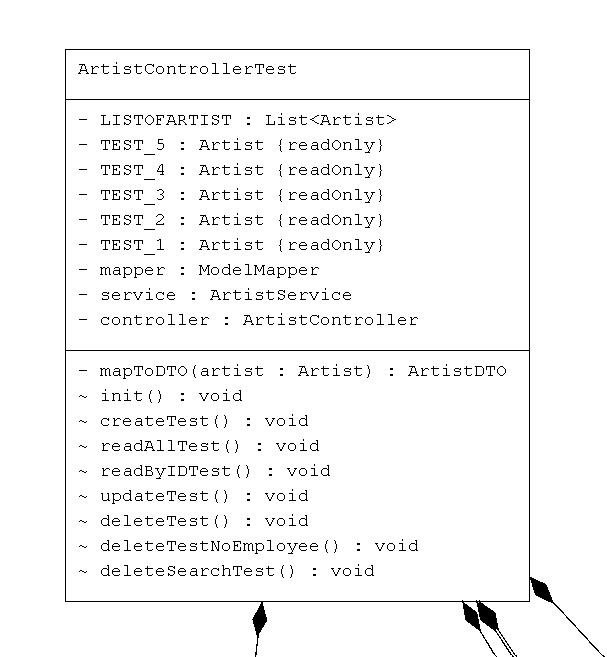 ArtistControllerTest
- LISTOFARTIST : List<Artist>
- TEST_5 : Artist {readOnly}
- TEST_4 : Artist {readOnly}
- TEST_3 : Artist {readOnly}
- TEST_2 : Artist {readOnly}
- TEST_1 : Artist {readOnly}
- mapper : ModelMapper
- service : ArtistService
- controller : ArtistController
- mapToDTO(artist : Artist) : ArtistDTO
~ init() : void
~ createTest() : void
~ readAllTest() : void
~ readByIDTest() : void
~ updateTest() : void
~ deleteTest() : void
~ deleteTestNoEmployee() : void
~ deleteSearchTest() : void